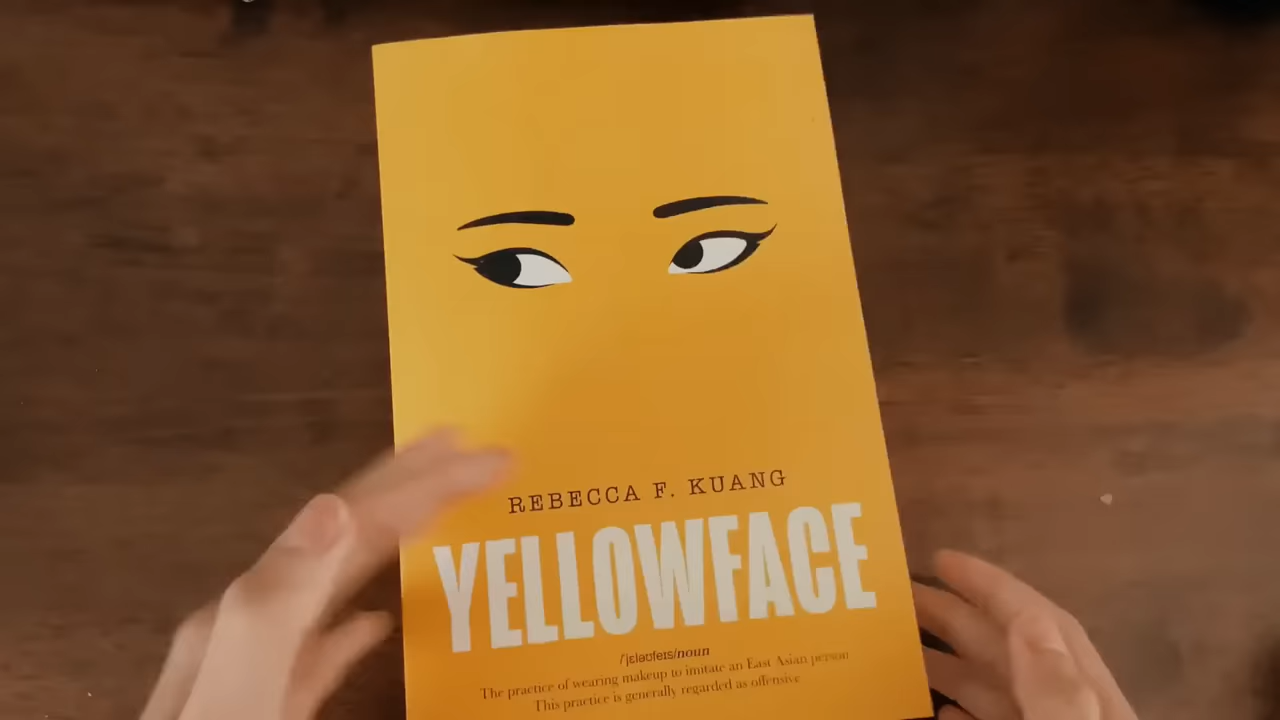 REBECCA F. KUANG
YELLOWFACE
/'jɛləʊfeɪs/noun
The practice of wearing makeup to imitate an East Asian person
This practice is generally regarded as offensive